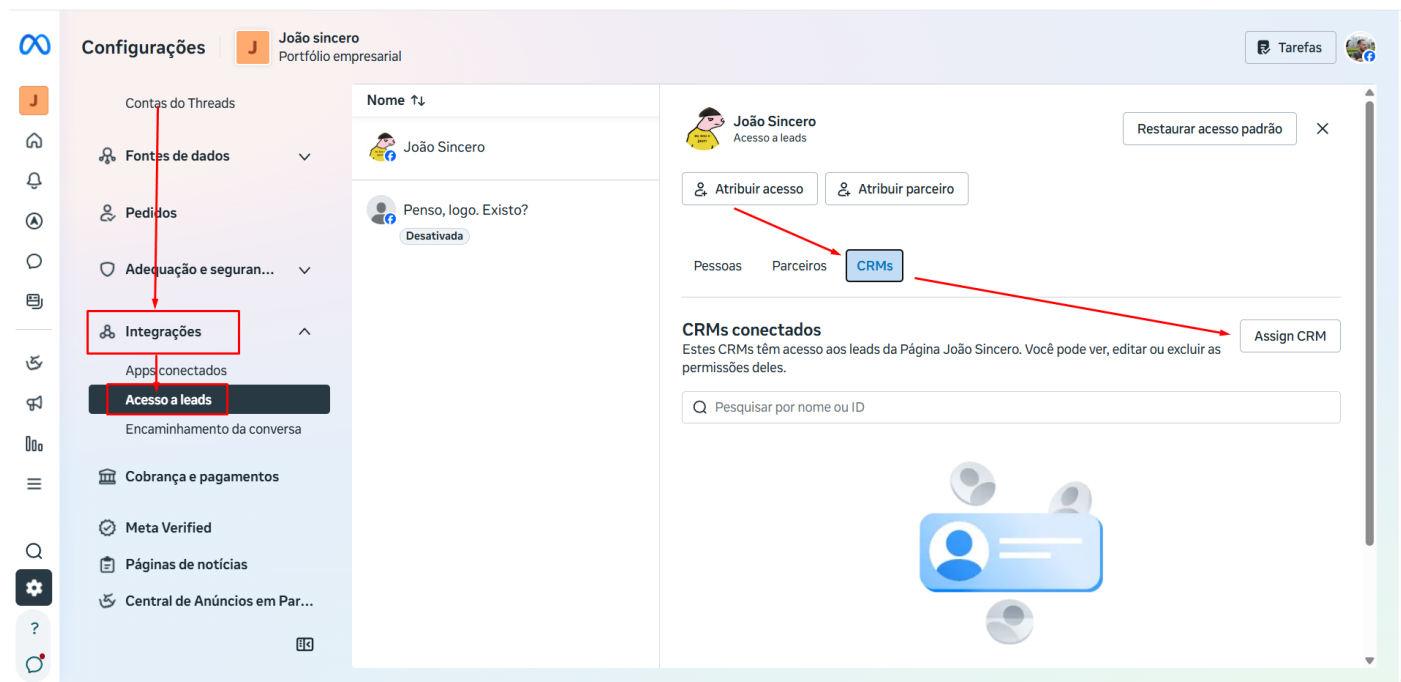 Configurações
J
João sincero
Portfólio empresarial
Tarefas
J
Contas do Threads
Fontes de dados
Pedidos
Adequação e seguran...
Integrações
Apps conectados
Acesso a leads
Encaminhamento da conversa
Cobrança e pagamentos
Meta Verified
Páginas de notícias
Central de Anúncios em Par...
?
Nome
João Sincero
Penso, logo. Existo?
Desativada
João Sincero
Acesso a leads
Restaurar acesso padrão
Atribuir acesso
Atribuir parceiro
Pessoas
Parceiros
CRMs
CRMs conectados
Assign CRM
Estes CRMs têm acesso aos leads da Página João Sincero. Você pode ver, editar ou excluir as
permissões deles.
Pesquisar por nome ou ID